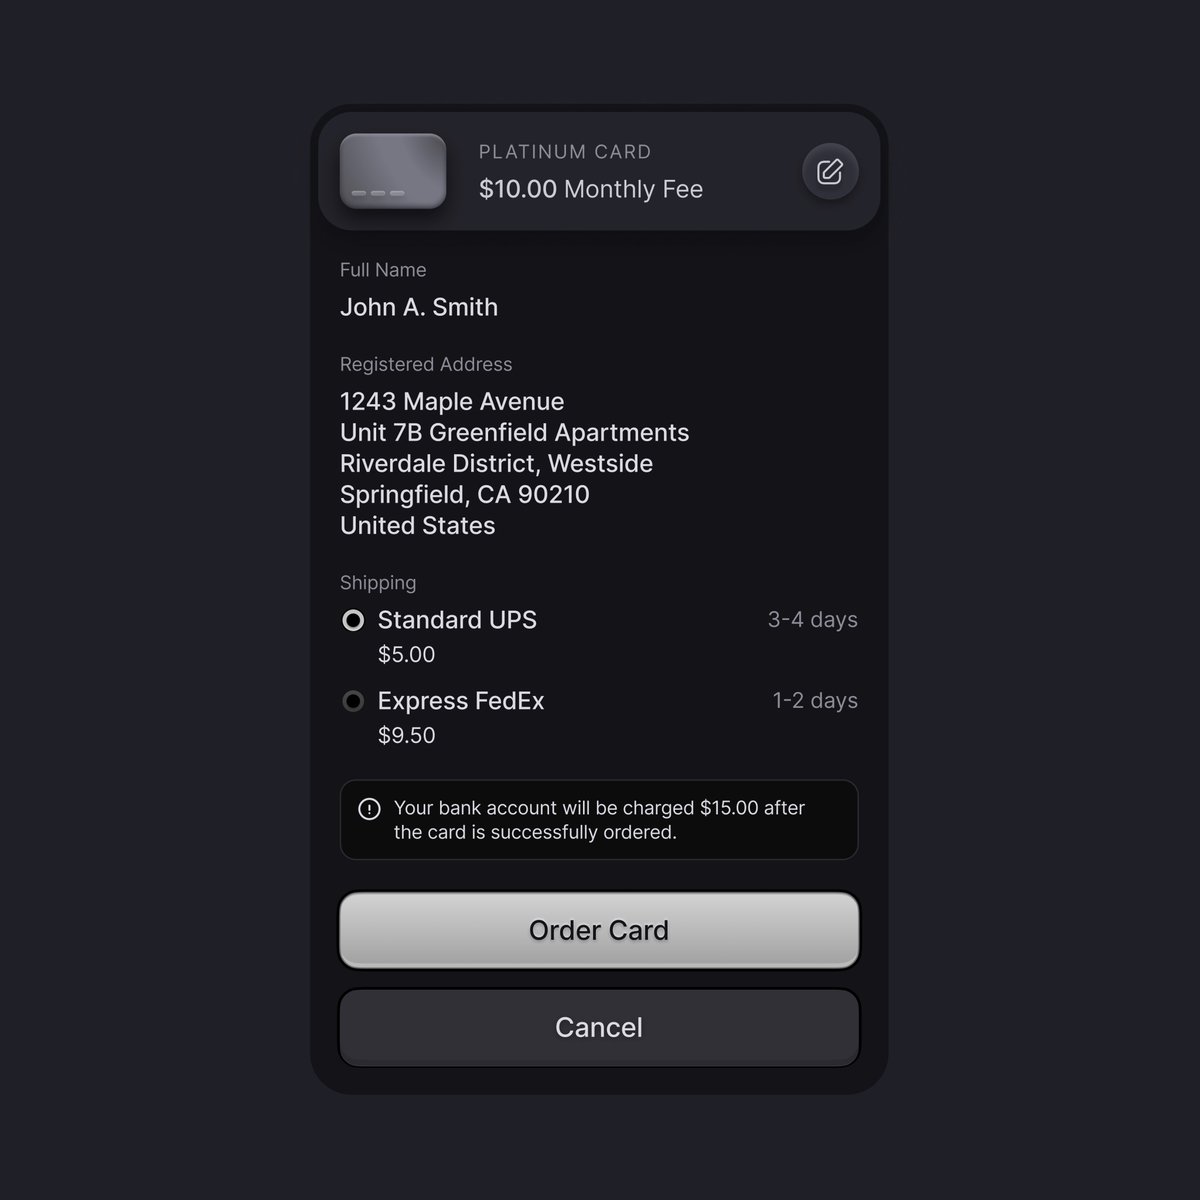 PLATINUM CARD
$10.00 Monthly Fee
Full Name
John A. Smith
Registered Address
1243 Maple Avenue
Unit 7B Greenfield Apartments
Riverdale District, Westside
Springfield, CA 90210
United States
Shipping
Standard UPS 3-4 days
$5.00
Express FedEx 1-2 days
$9.50
Your bank account will be charged $15.00 after
the card is successfully ordered.
Order Card
Cancel